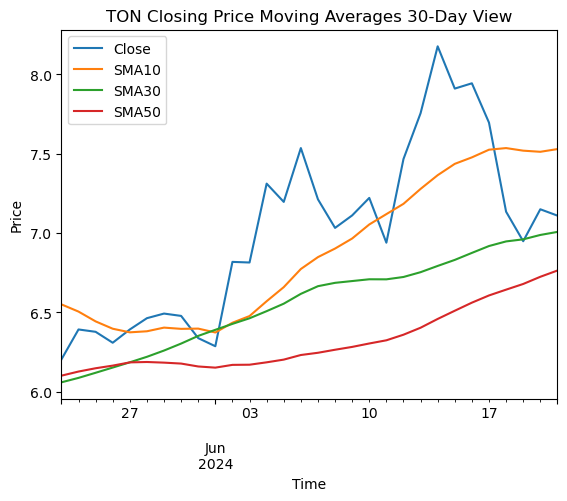 TON Closing Price Moving Averages 30-Day View
Close
SMA10
SMA30
SMA50
8.0
7.5
7.0
6.5
6.0
Price
27
03
10
17
Jun
2024
Time